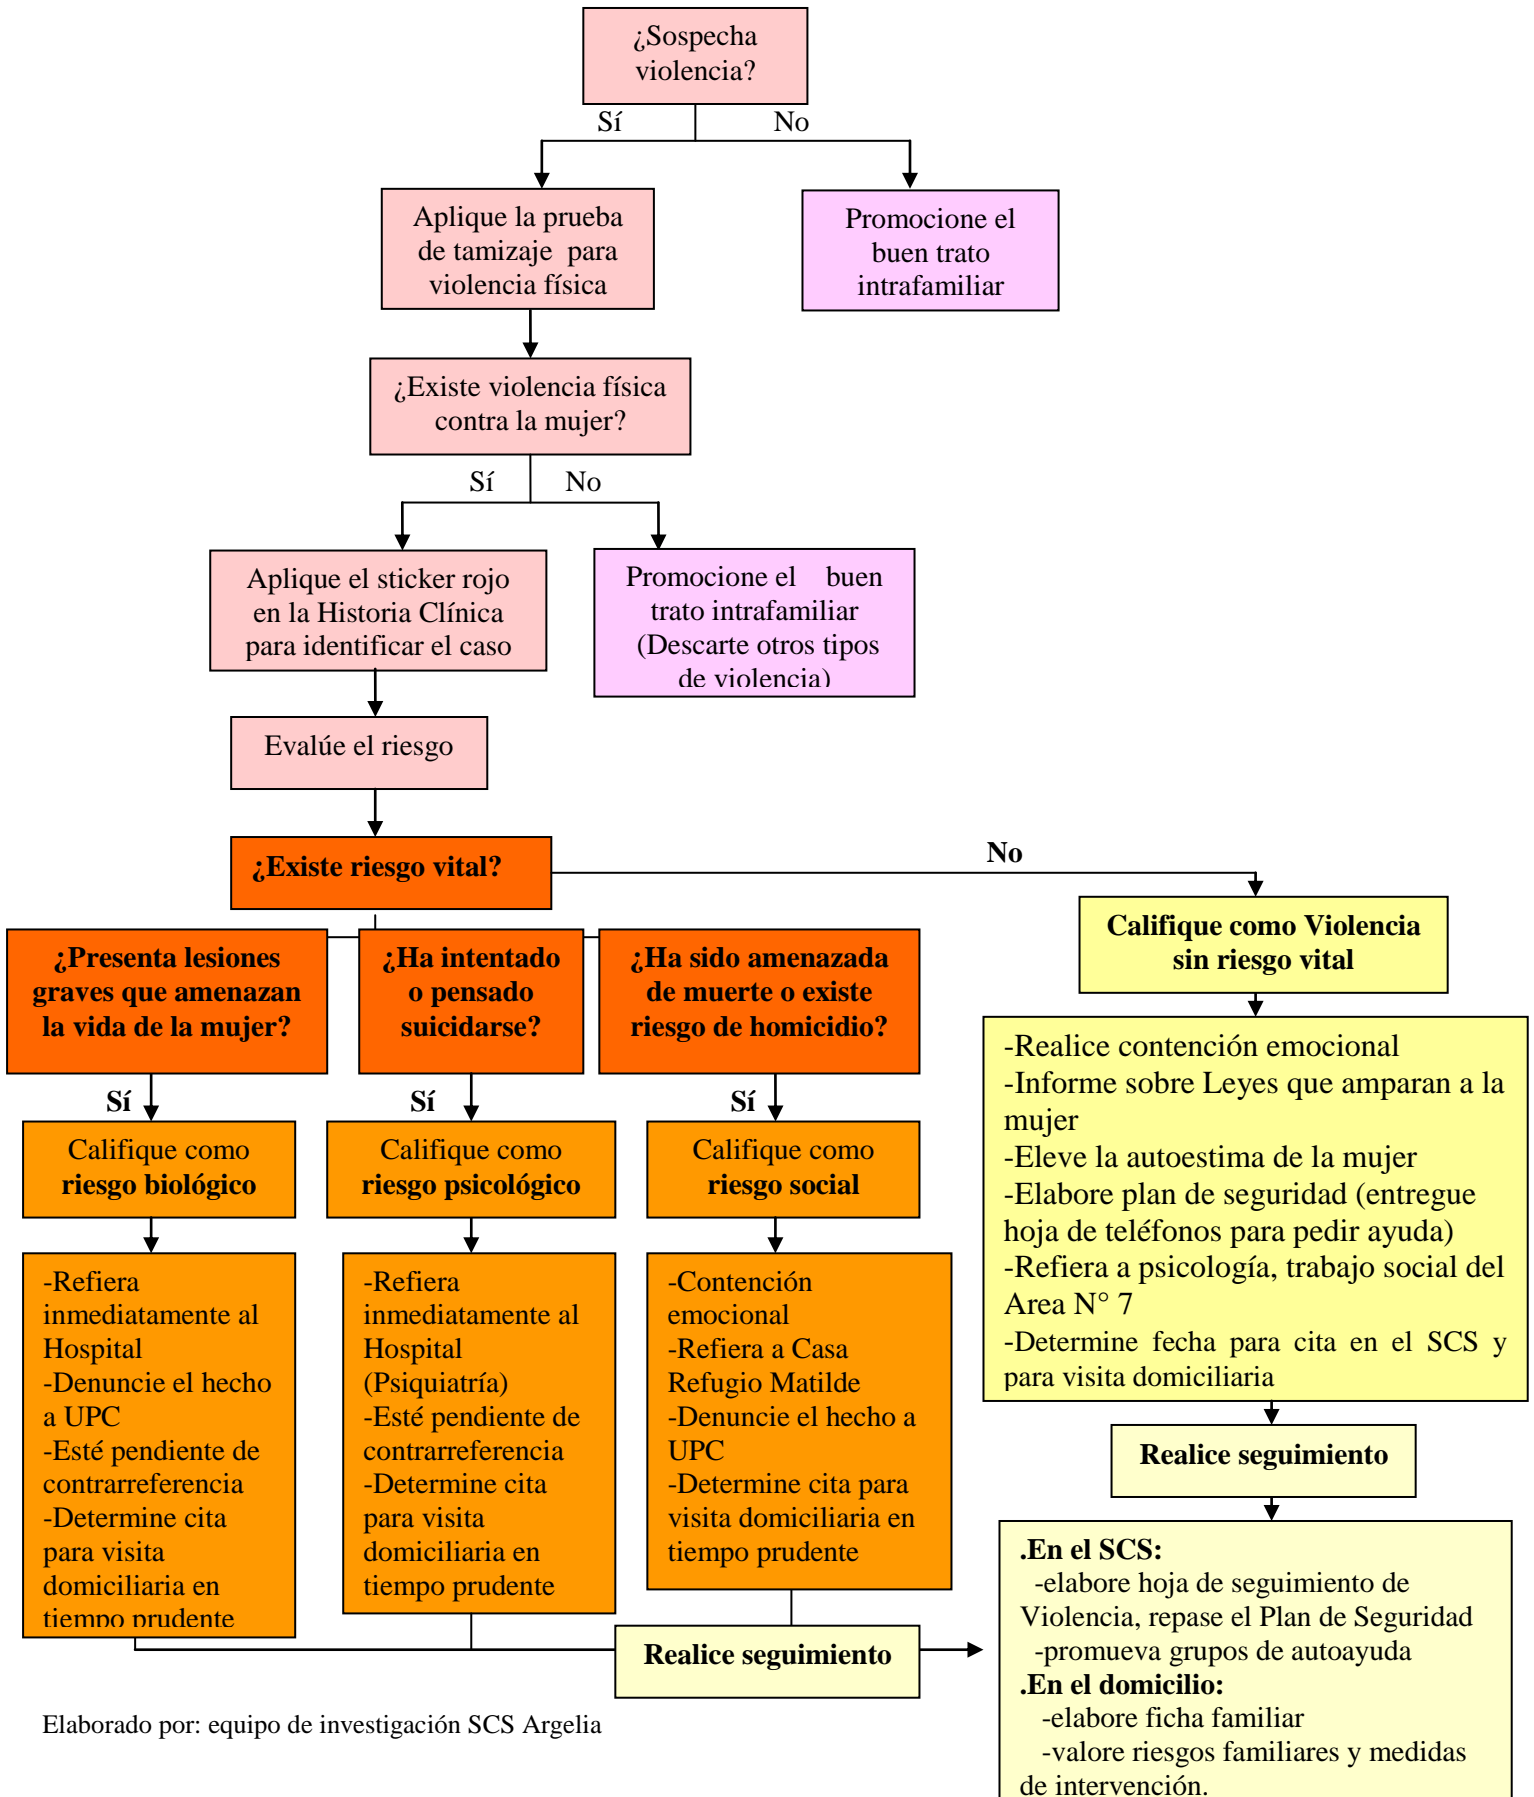 ¿Sospecha
violencia?
Sí
No
Aplique la prueba
de tamizaje para
violencia física
Promocione el
buen trato
intrafamiliar
¿Existe violencia física
contra la mujer?
Sí
No
Aplique el sticker rojo
en la Historia Clínica
para identificar el caso
Promocione el buen
trato intrafamiliar
(Descarte otros tipos
de violencia)
Evalúe el riesgo
¿Existe riesgo vital?
No
Califique como Violencia
sin riesgo vital
¿Presenta lesiones
graves que amenazan
la vida de la mujer?
¿Ha intentado
o pensado
suicidarse?
¿Ha sido amenazada
de muerte o existe
riesgo de homicidio?
Sí
Sí
Sí
Califique como
riesgo biológico
Califique como
riesgo psicológico
Califique como
riesgo social
-Realice contención emocional
-Informe sobre Leyes que amparan a la
mujer
-Eleve la autoestima de la mujer
-Elabore plan de seguridad (entregue
hoja de teléfonos para pedir ayuda)
-Refiera a psicología, trabajo social del
Area N° 7
-Determine fecha para cita en el SCS y
para visita domiciliaria
-Refiera
inmediatamente al
Hospital
-Denuncie el hecho
a UPC
-Esté pendiente de
contrarreferencia
-Determine cita
para visita
domiciliaria en
tiempo prudente
-Refiera
inmediatamente al
Hospital
(Psiquiatría)
-Esté pendiente de
contrarreferencia
-Determine cita
para visita
domiciliaria en
tiempo prudente
-Contención
emocional
-Refiera a Casa
Refugio Matilde
-Denuncie el hecho a
UPC
-Determine cita para
visita domiciliaria en
tiempo prudente
Realice seguimiento
Realice seguimiento
.En el SCS:
-elabore hoja de seguimiento de
Violencia, repase el Plan de Seguridad
-promueva grupos de autoayuda
.En el domicilio:
-elabore ficha familiar
-valore riesgos familiares y medidas
de intervención.
Elaborado por: equipo de investigación SCS Argelia